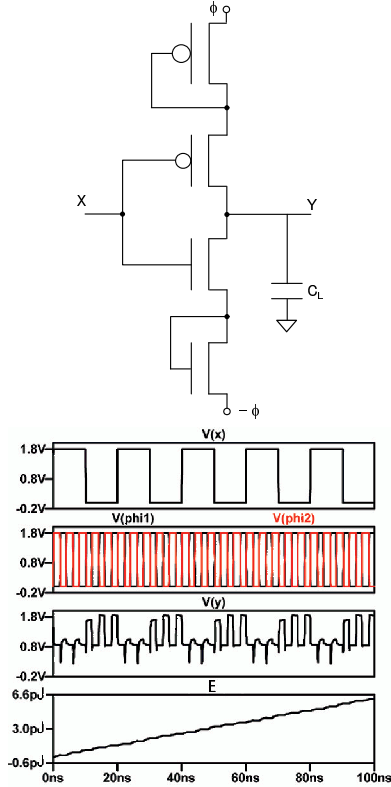 ϕ
X
Y
CL
– ϕ
V(x)
1.8V
0.8V
-0.2V
V(phi1) V(phi2)
1.8V
0.8V
-0.2V
V(y)
1.8V
0.8V
-0.2V
E
6.6pJ
3.0pJ
-0.6pJ
0ns 20ns 40ns 60ns 80ns 100ns